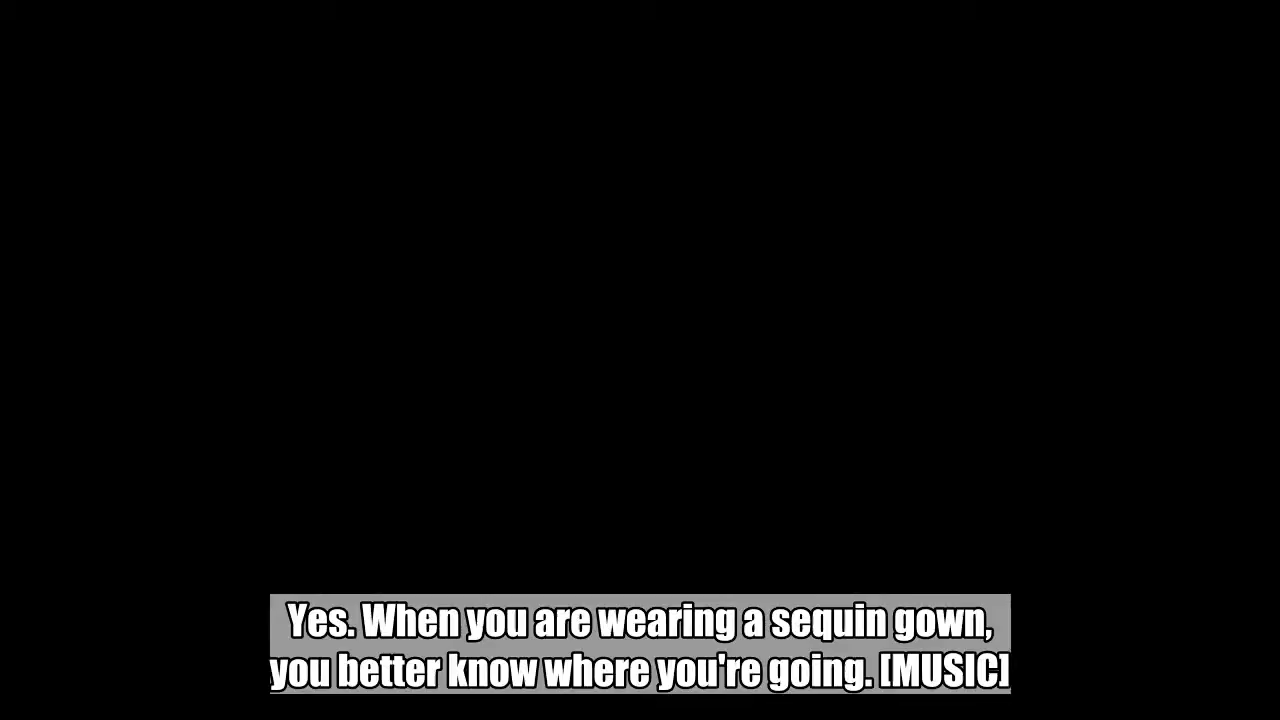 Yes. When you are wearing a sequin gown,
you better know where you're going. [MUSIC]